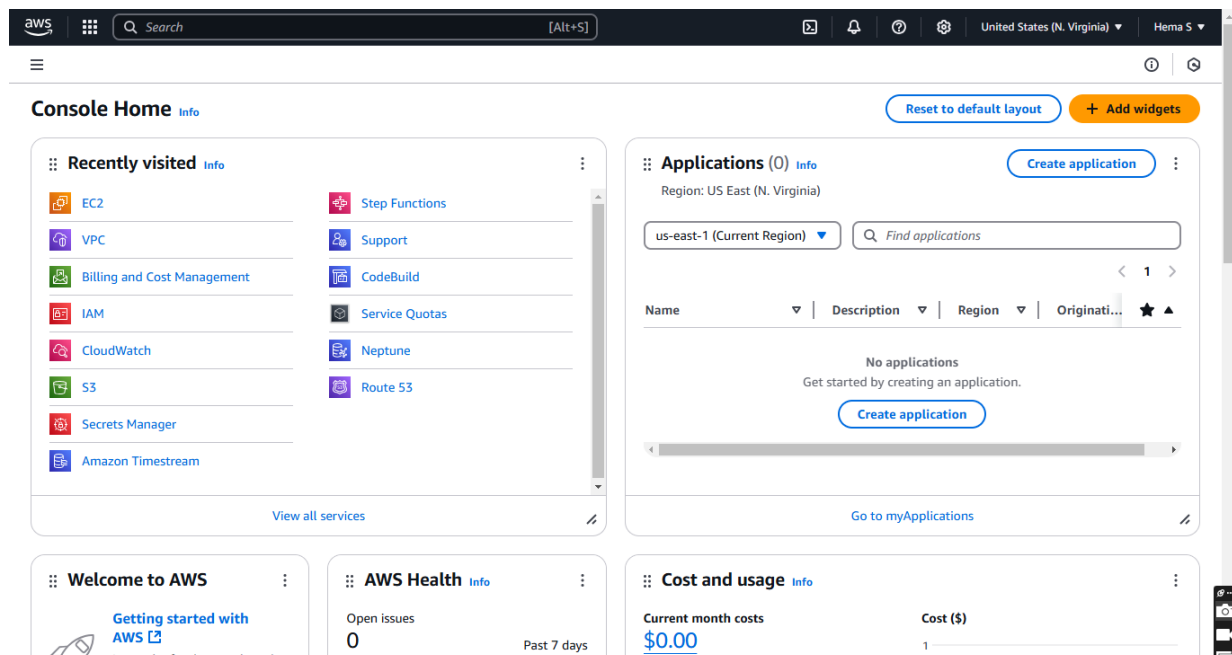 aws
Search [Alt+S]
United States (N. Virginia) ▼
Hema S ▼
Console Home Info
Reset to default layout
+ Add widgets
Recently visited Info
EC2
VPC
Billing and Cost Management
IAM
CloudWatch
S3
Secrets Manager
Amazon Timestream
Step Functions
Support
CodeBuild
Service Quotas
Neptune
Route 53
View all services
Applications (0) Info
Create application
Region: US East (N. Virginia)
us-east-1 (Current Region) ▼
Find applications
1
Name
Description
Region
Originati...
No applications
Get started by creating an application.
Create application
Go to myApplications
Welcome to AWS
Getting started with
AWS
AWS Health Info
Open issues
0
Past 7 days
Cost and usage Info
Current month costs
$0.00
Cost ($)
1